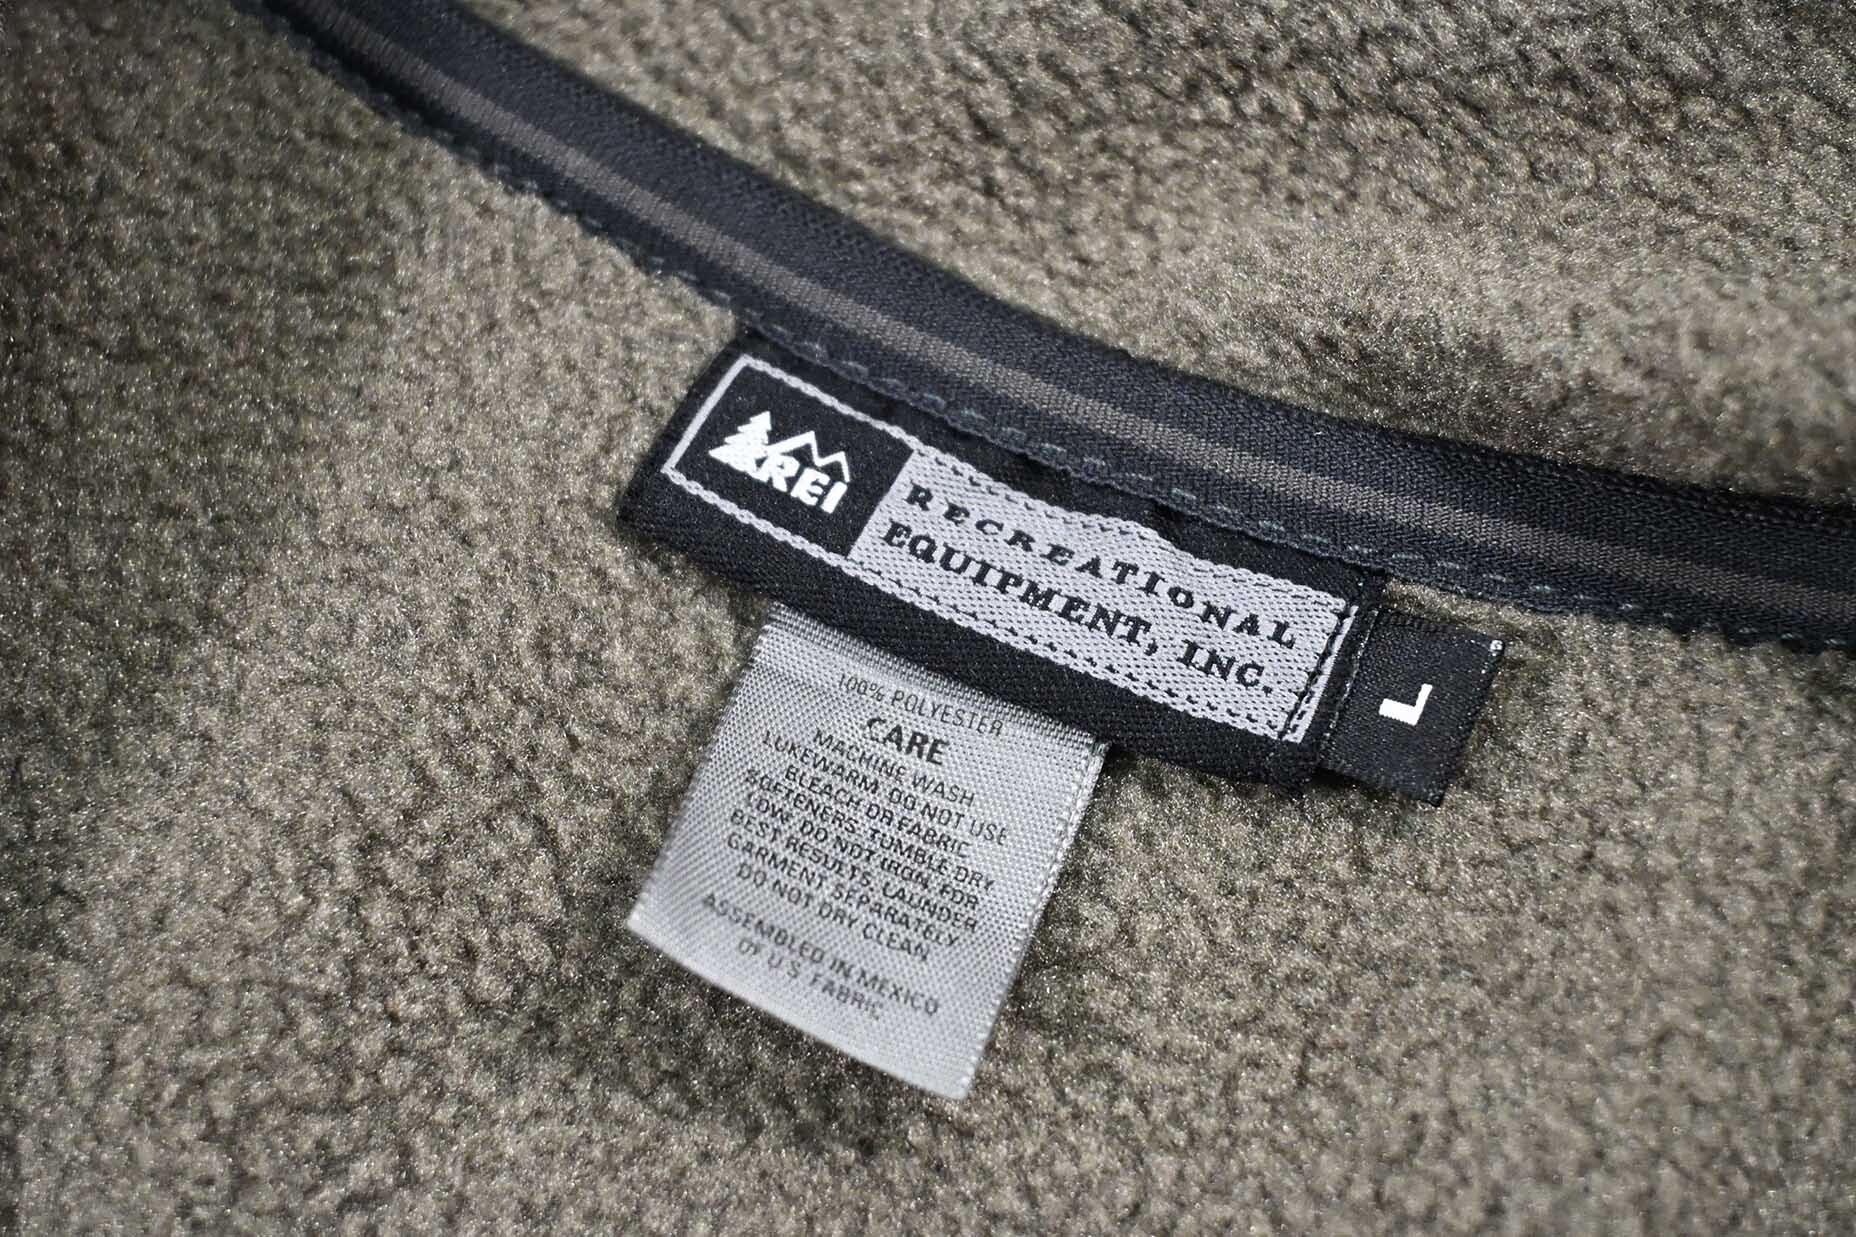 REI
RECREATIONAL
EQUIPMENT, INC.
L
100% POLYESTER
CARE
MACHINE WASH
LUKEWARM. DO NOT USE
BLEACH OR FABRIC
SOFTENERS. TUMBLE DRY
LOW. DO NOT IRON. FOR
BEST RESULTS, LAUNDER
GARMENT SEPARATELY
DO NOT DRY CLEAN
ASSEMBLED IN MEXICO
OF U.S. FABRIC